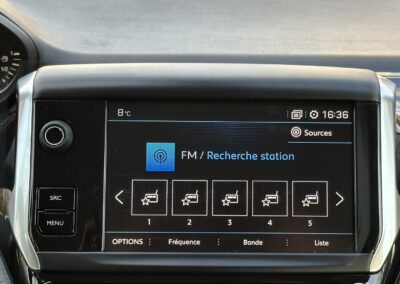 8°C 16:36
Sources
FM / Recherche station
SRC
MENU
1 2 3 4 5
OPTIONS Fréquence Bande Liste